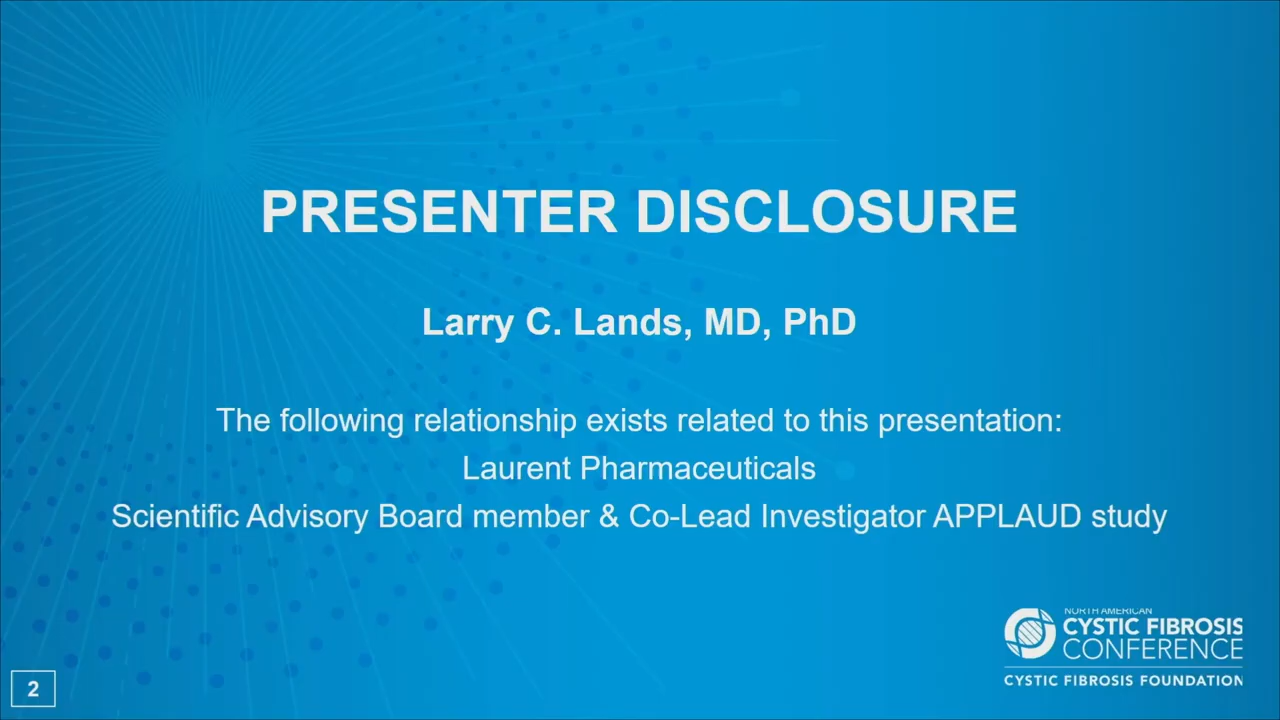 PRESENTER DISCLOSURE
Larry C. Lands, MD, PhD
The following relationship exists related to this presentation:
Laurent Pharmaceuticals
Scientific Advisory Board member & Co-Lead Investigator APPLAUD study
NORTH AMERICAN
CYSTIC FIBROSIS
CONFERENCE
CYSTIC FIBROSIS FOUNDATION
2